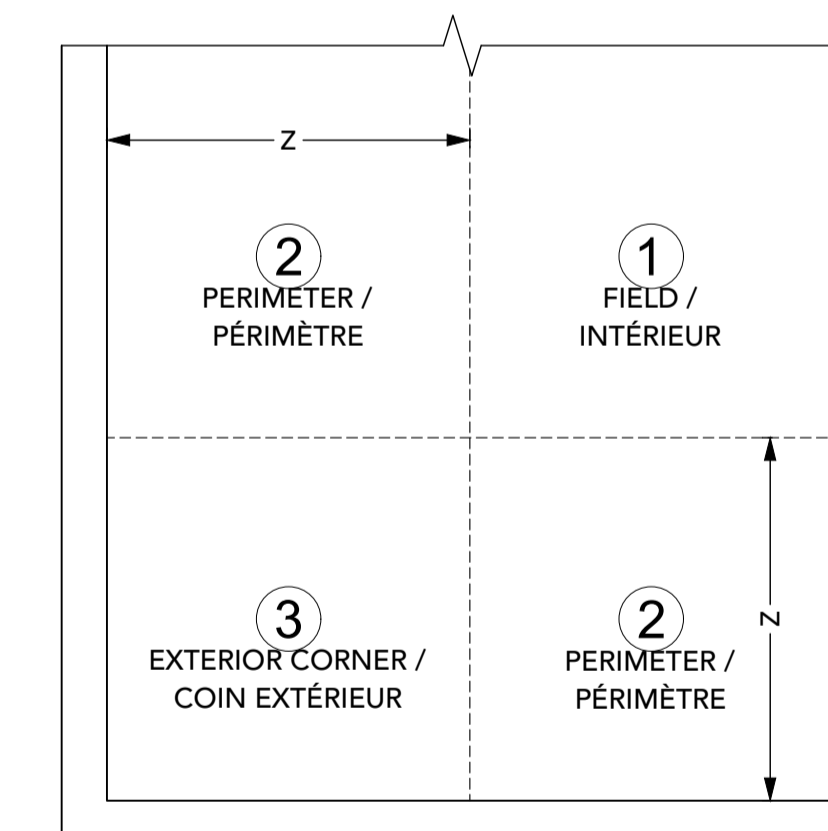 Z
2
PERIMETER /
PÉRIMÈTRE
1
FIELD /
INTÉRIEUR
3
EXTERIOR CORNER /
COIN EXTÉRIEUR
2
PERIMETER /
PÉRIMÈTRE
Z